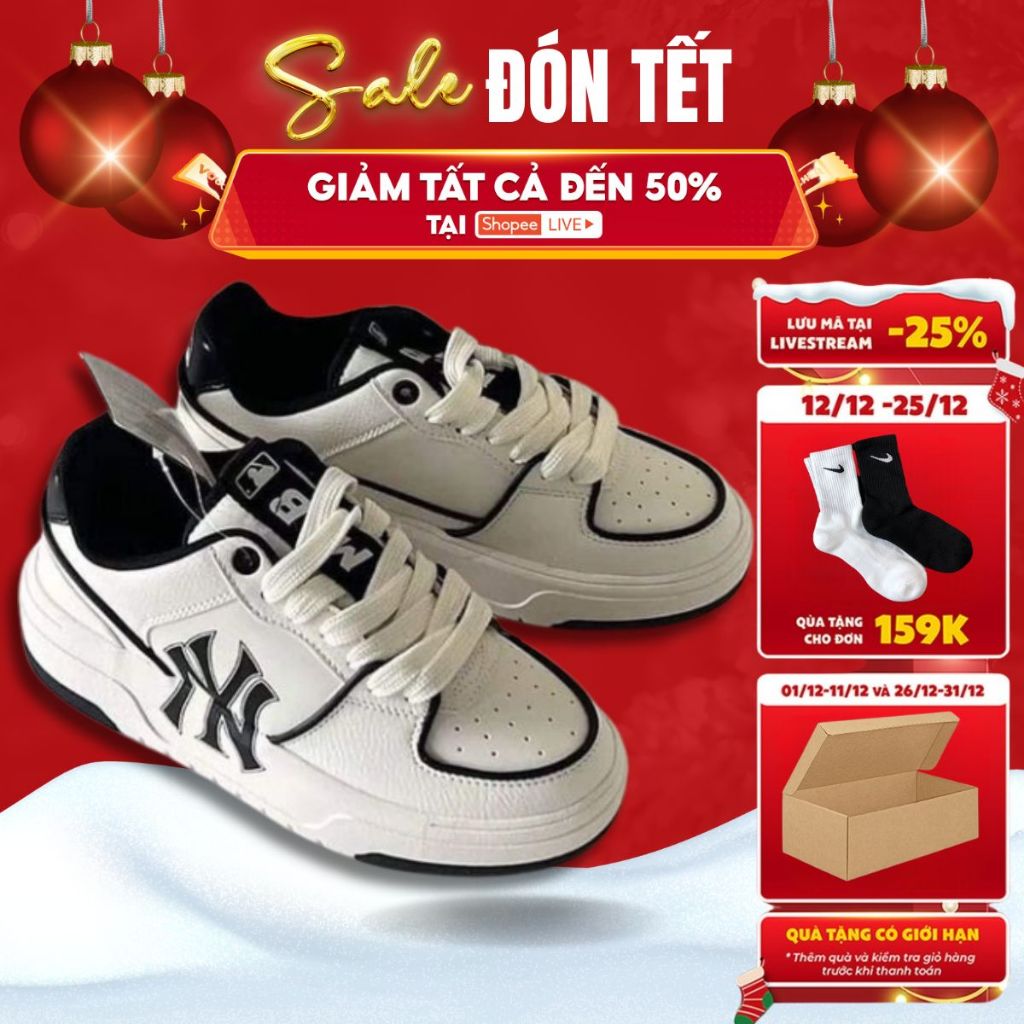 Sale ĐÓN TẾT
GIẢM TẤT CẢ ĐẾN 50%
TẠI Shopee LIVE
LƯU MÃ TẠI
LIVESTREAM
-25%
12/12 -25/12
QÙA TẶNG
CHO ĐƠN
159K
01/12-11/12 VÀ 26/12-31/12
QUÀ TẶNG CÓ GIỚI HẠN
* Thêm quà và kiểm tra giỏ hàng
trước khi thanh toán
NY